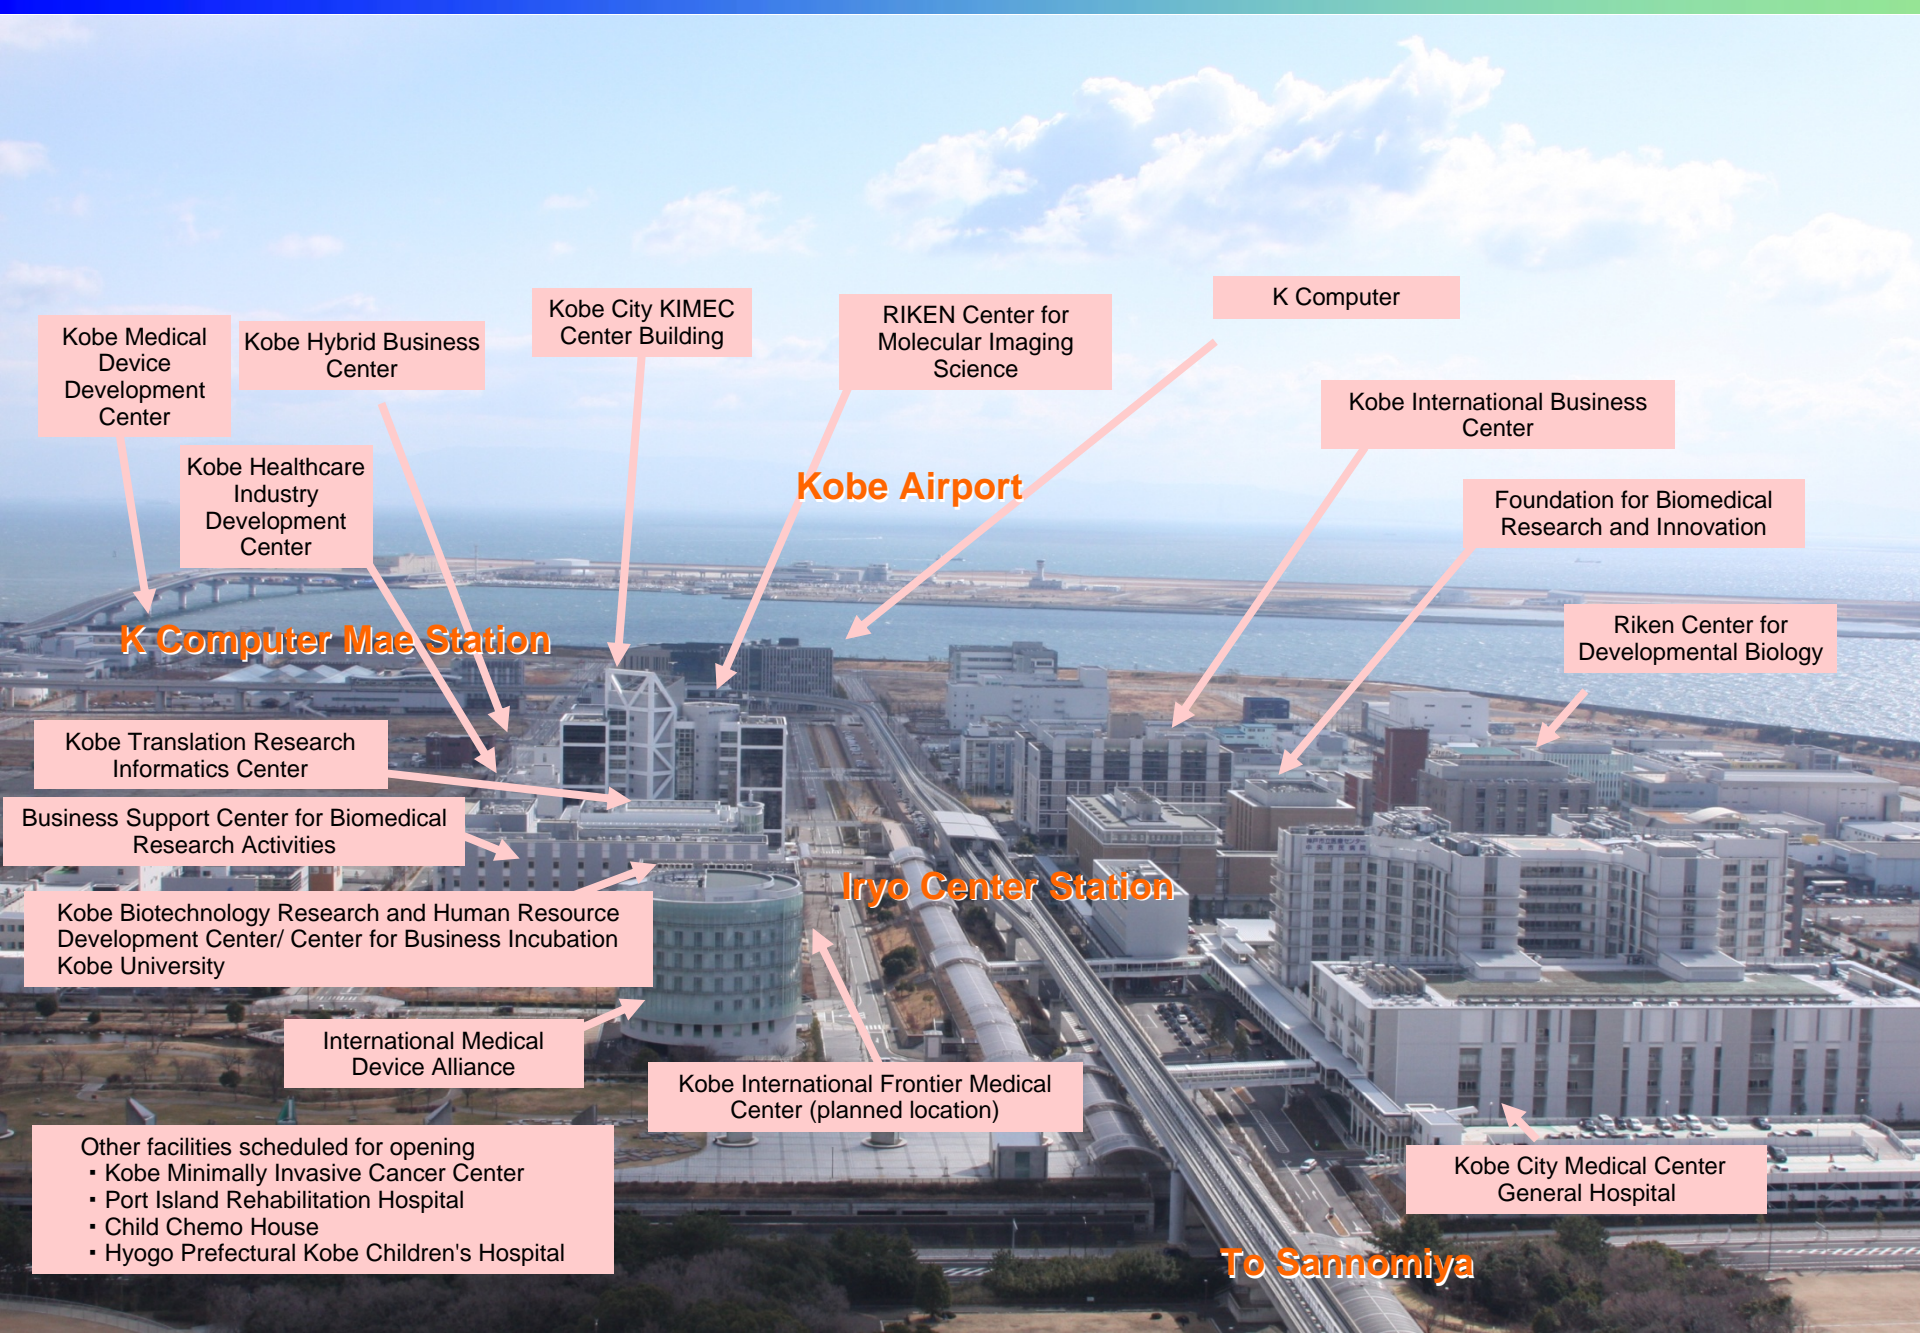 K Computer
Kobe City KIMEC
Center Building
RIKEN Center for
Molecular Imaging
Science
Kobe Medical
Device
Development
Center
Kobe Hybrid Business
Center
Kobe International Business
Center
Kobe Healthcare
Industry
Development
Center
Kobe Airport
Foundation for Biomedical
Research and Innovation
K Computer Mae Station
Riken Center for
Developmental Biology
Kobe Translation Research
Informatics Center
Business Support Center for Biomedical
Research Activities
Iryo Center Station
Kobe Biotechnology Research and Human Resource
Development Center/ Center for Business Incubation
Kobe University
International Medical
Device Alliance
Kobe International Frontier Medical
Center (planned location)
Other facilities scheduled for opening
・Kobe Minimally Invasive Cancer Center
・Port Island Rehabilitation Hospital
・Child Chemo House
・Hyogo Prefectural Kobe Children's Hospital
Kobe City Medical Center
General Hospital
To Sannomiya